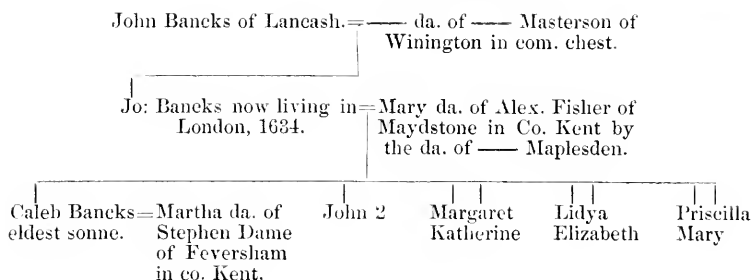 John Bancks of Lancash.=—— da. of —— Masterson of
Winington in com. chest.
Jo: Bancks now living in=Mary da. of Alex. Fisher of
London, 1634. Maydstone in Co. Kent by
the da. of —— Maplesden.
Caleb Bancks=Martha da. of John 2 Margaret Lidya Priscilla
eldest sonne. Stephen Dame Katherine Elizabeth Mary
of Feversham
in co. Kent.